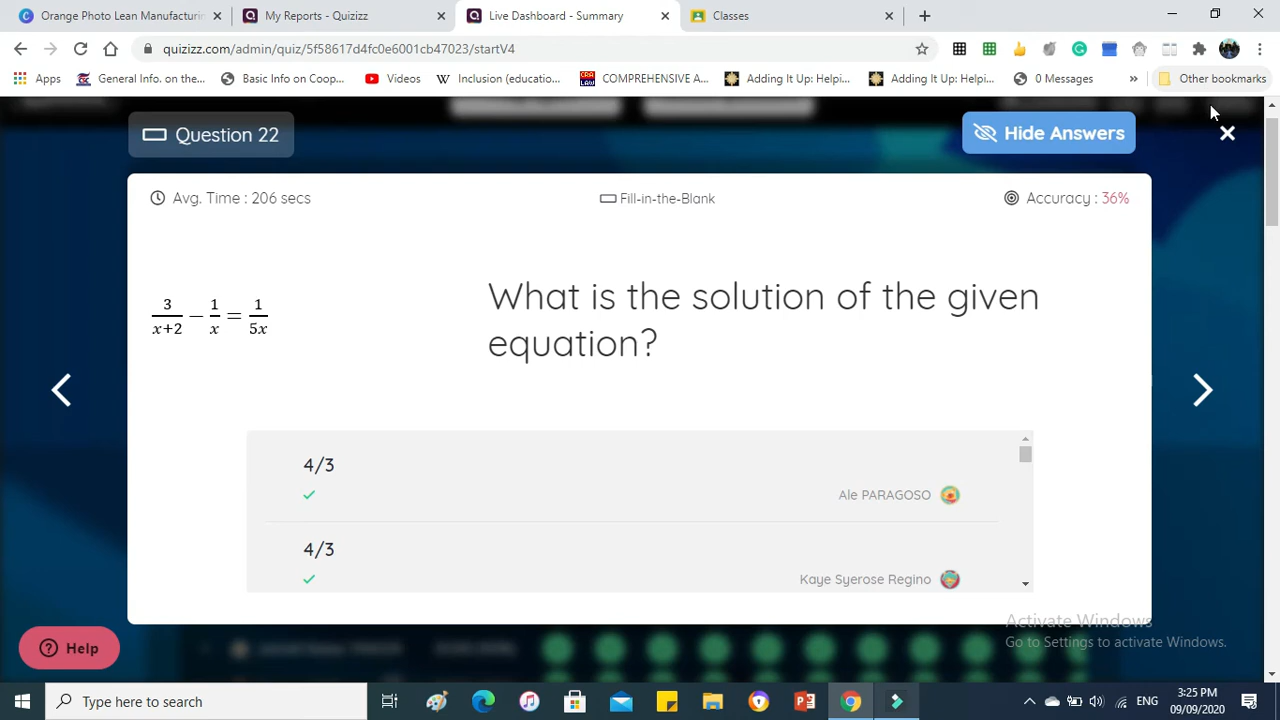 Orange Photo Lean Manufacturin
My Reports - Quizizz
Live Dashboard - Summary
Classes
quizizz.com/admin/quiz/5f58617d4fc0e6001cb47023/startV4
Apps
General Info. on the...
Basic Info on Coop...
Videos
Inclusion (educatio...
COMPREHENSIVE A...
Adding It Up: Helpi...
Adding It Up: Helpi...
0 Messages
»
Other bookmarks
Question 22
Hide Answers
Avg. Time : 206 secs
Fill-in-the-Blank
Accuracy : 36%
3/(x+2) − 1/x = 1/(5x)
What is the solution of the given
equation?
4/3
Ale PARAGOSO
4/3
Kaye Syerose Regino
Activate Windows
Go to Settings to activate Windows.
Help
Type here to search
ENG
3:25 PM
09/09/2020